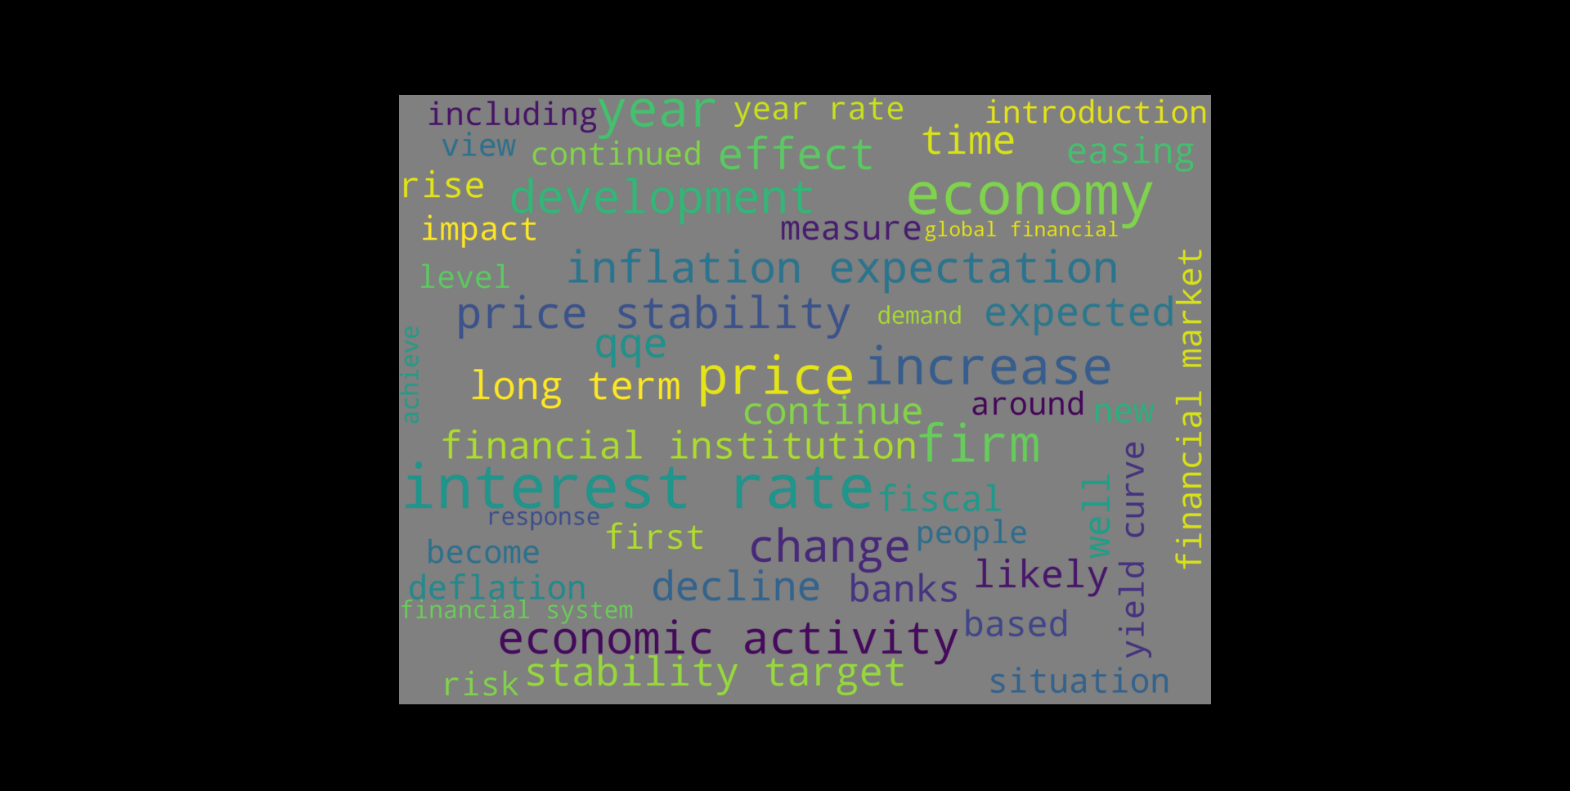 including year year rate introduction
view continued effect time easing
rise development economy
impact measure global financial
level inflation expectation
price stability demand expected
financial market
achieve
qqe
long term price increase
continue around new
financial institution firm
interest rate fiscal
well
yield curve
response first change people
become
deflation decline banks likely
financial system
economic activity based
risk stability target situation